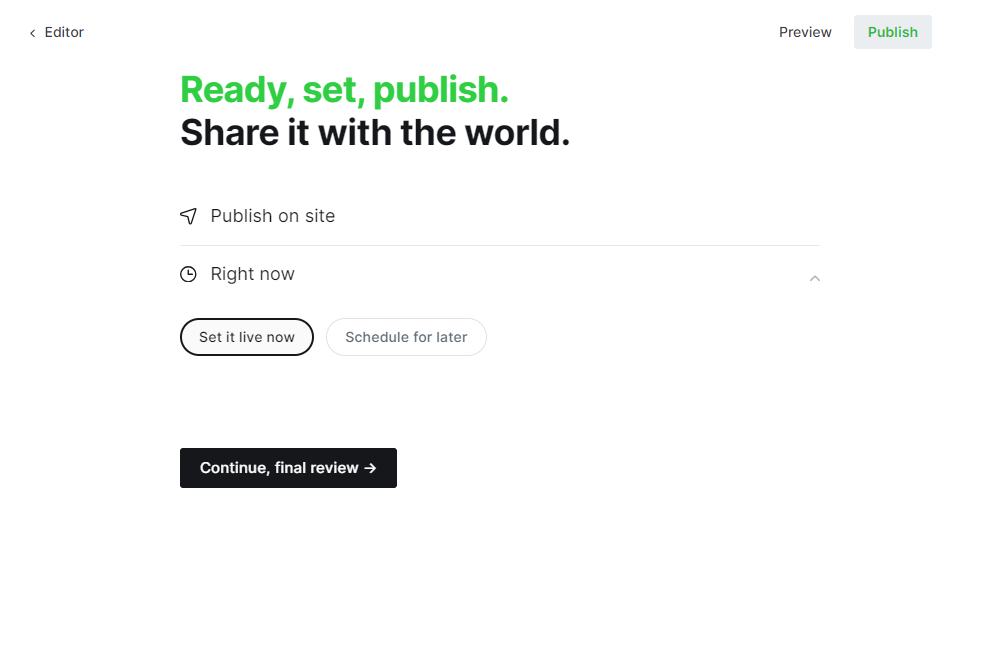 Editor
Preview
Publish
Ready, set, publish.
Share it with the world.
Publish on site
Right now
Set it live now
Schedule for later
Continue, final review →